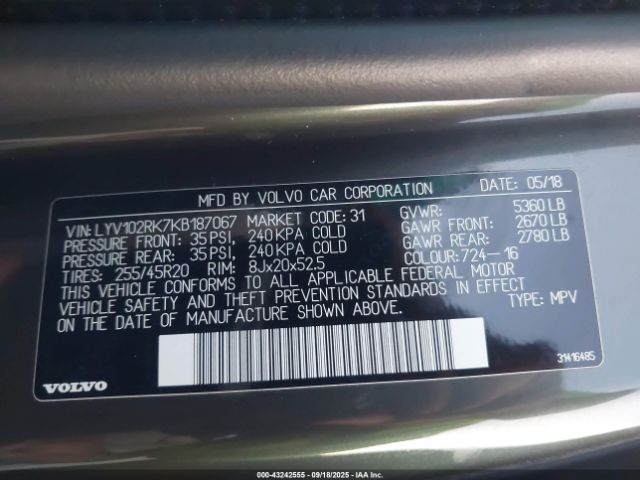 MFD BY VOLVO CAR CORPORATION DATE: 05/18
VIN: LYV102RK7KB187067 MARKET CODE: 31 GVWR: 5360 LB
PRESSURE FRONT: 35 PSI, 240 KPA COLD GAWR FRONT: 2670 LB
PRESSURE REAR: 35 PSI, 240 KPA COLD GAWR REAR: 2780 LB
TIRES: 255/45R20 RIM: 8Jx20x52.5 COLOUR: 724-16
THIS VEHICLE CONFORMS TO ALL APPLICABLE FEDERAL MOTOR
VEHICLE SAFETY AND THEFT PREVENTION STANDARDS IN EFFECT
ON THE DATE OF MANUFACTURE SHOWN ABOVE. TYPE: MPV
31416485
VOLVO
000-43242555 - 09/18/2025 - IAA Inc.